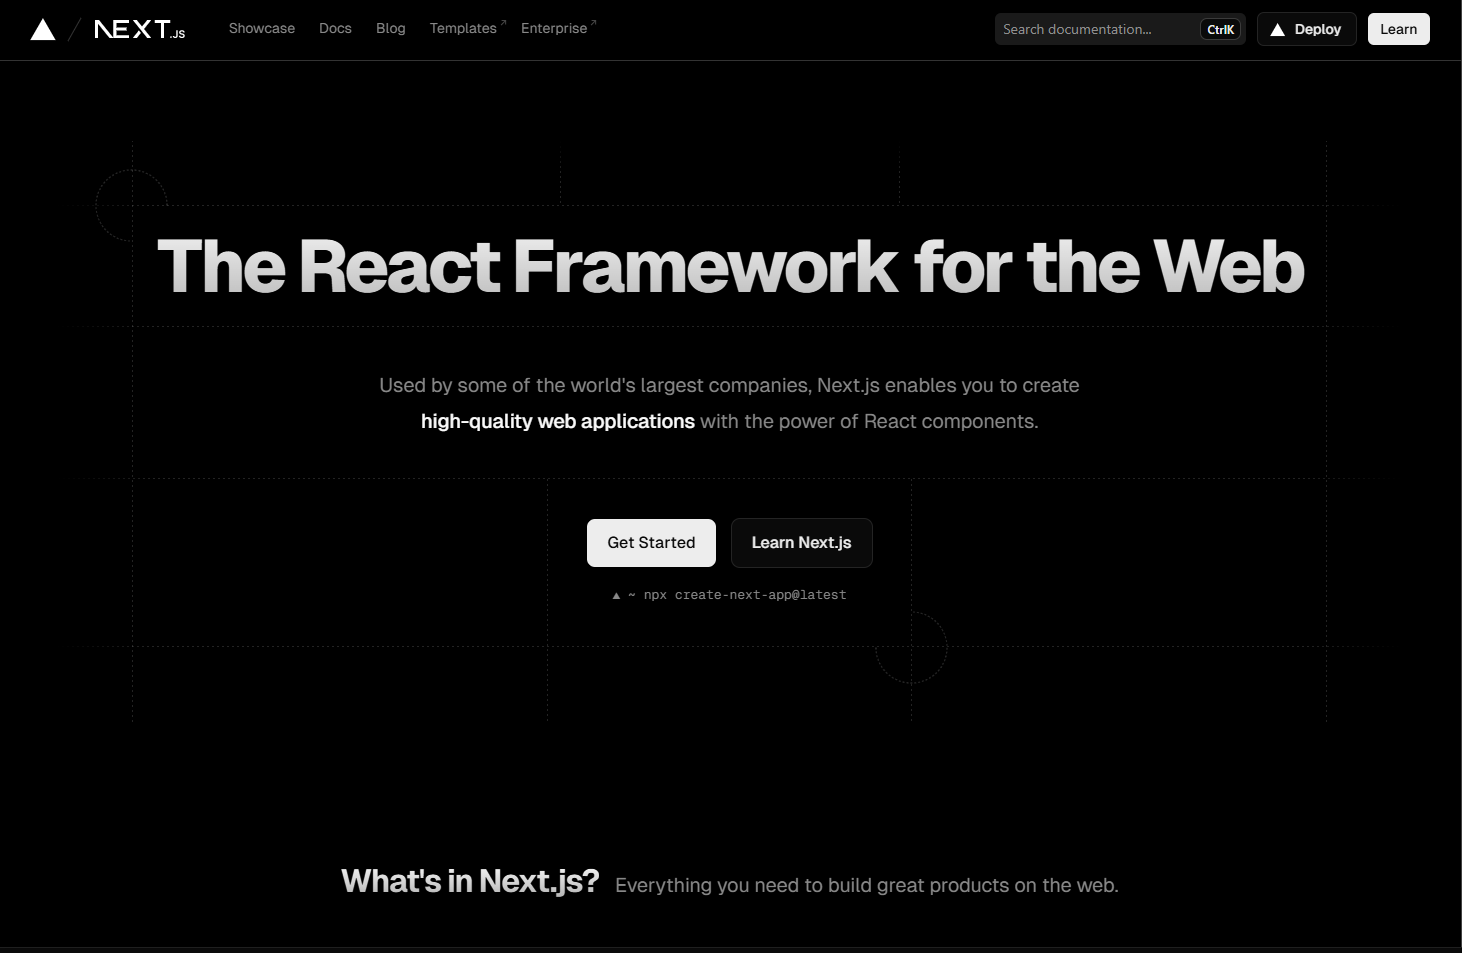 NEXT.JS
Showcase
Docs
Blog
Templates
Enterprise
Search documentation...
CtrlK
Deploy
Learn
The React Framework for the Web
Used by some of the world's largest companies, Next.js enables you to create
high-quality web applications with the power of React components.
Get Started
Learn Next.js
▲ ~ npx create-next-app@latest
What's in Next.js?
Everything you need to build great products on the web.